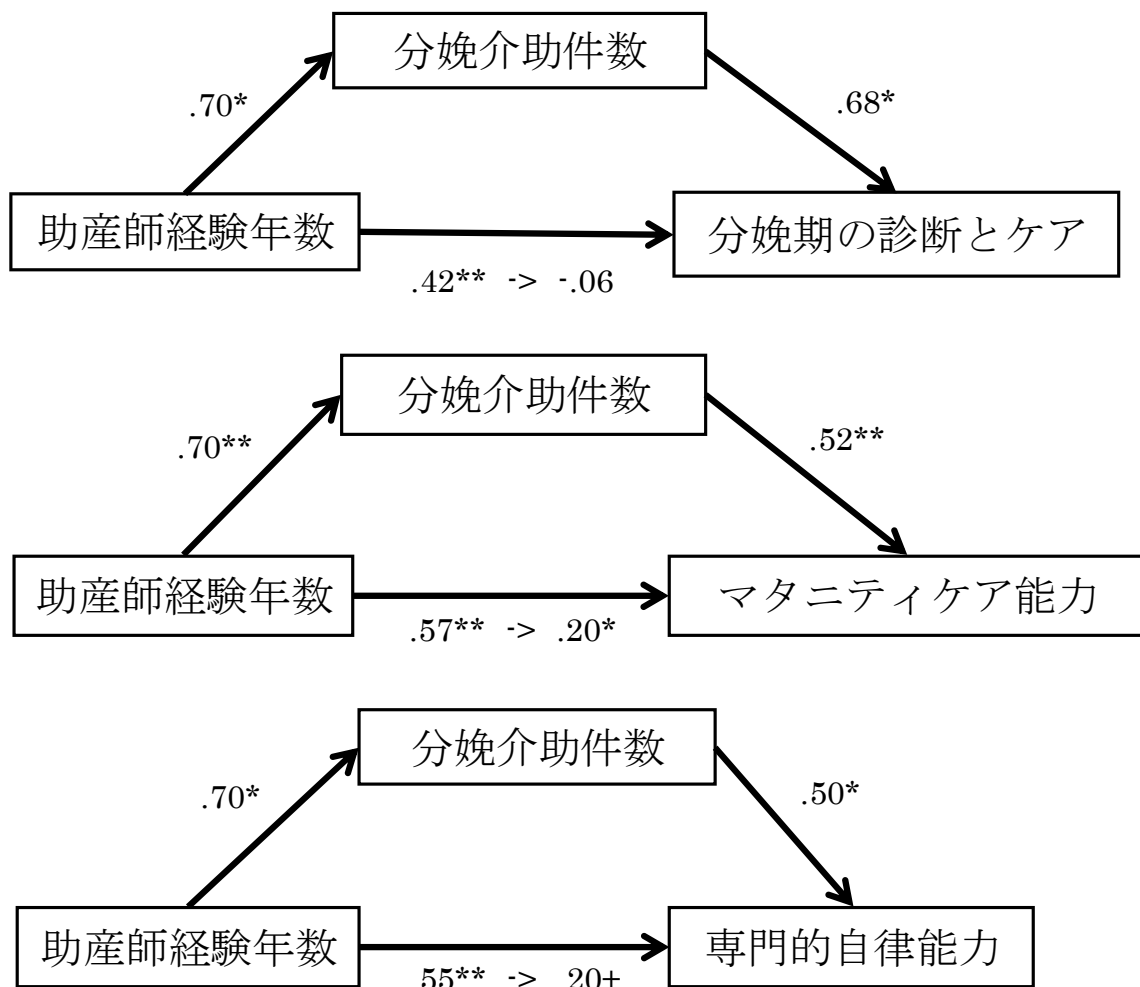 分娩介助件数
.70*
.68*
助産師経験年数
分娩期の診断とケア
.42** -> -.06
分娩介助件数
.70**
.52**
助産師経験年数
マタニティケア能力
.57** -> .20*
分娩介助件数
.70*
.50*
助産師経験年数
専門的自律能力
.55** -> .20+